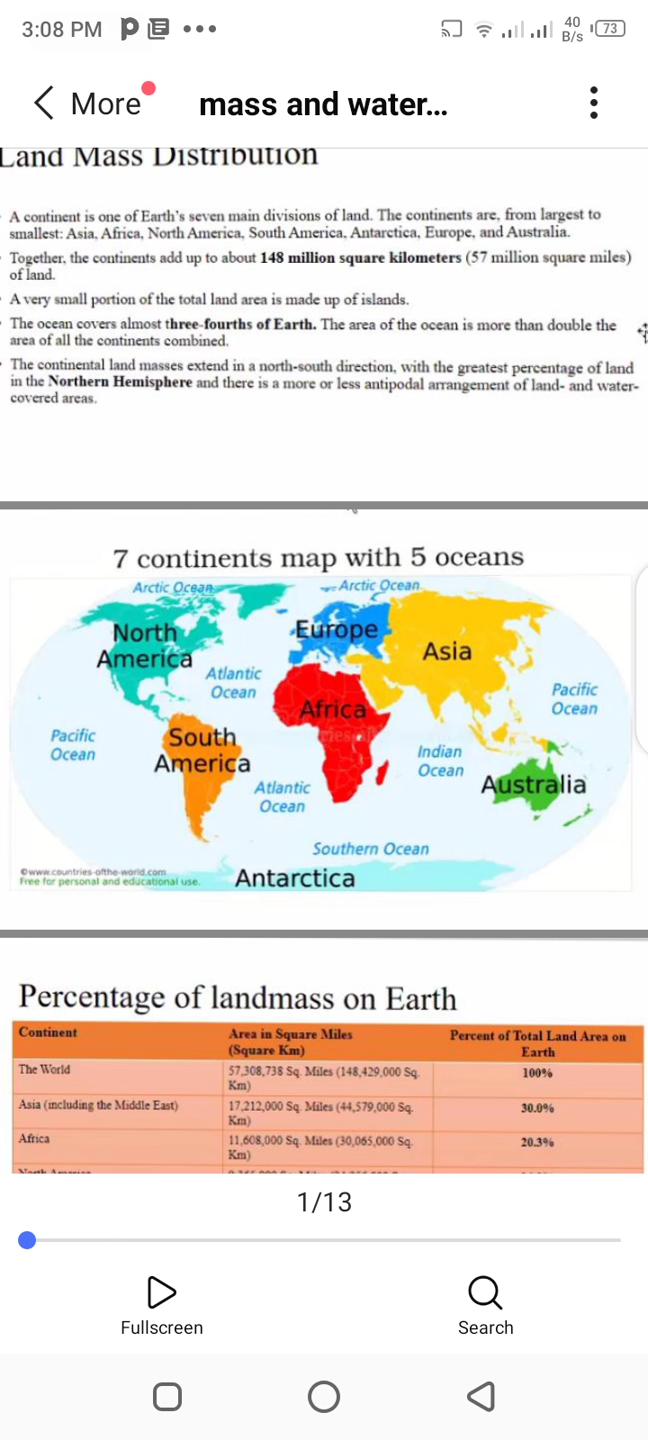 3:08 PM
40
B/s
73
More
mass and water...
Land Mass Distribution
A continent is one of Earth's seven main divisions of land. The continents are, from largest to
smallest: Asia, Africa, North America, South America, Antarctica, Europe, and Australia.
Together, the continents add up to about 148 million square kilometers (57 million square miles)
of land.
A very small portion of the total land area is made up of islands.
The ocean covers almost three-fourths of Earth. The area of the ocean is more than double the
area of all the continents combined.
The continental land masses extend in a north-south direction, with the greatest percentage of land
in the Northern Hemisphere and there is a more or less antipodal arrangement of land- and water-
covered areas.
7 continents map with 5 oceans
Arctic Ocean
Arctic Ocean
North
America
Europe
Asia
Atlantic
Ocean
Pacific
Ocean
Africa
Pacific
Ocean
South
America
Indian
Ocean
Australia
Atlantic
Ocean
Southern Ocean
Antarctica
©www.countries-ofthe-world.com
Free for personal and educational use.
Percentage of landmass on Earth
Continent
Area in Square Miles
(Square Km)
Percent of Total Land Area on
Earth
The World
57,308,738 Sq. Miles (148,429,000 Sq.
Km)
100%
Asia (including the Middle East)
17,212,000 Sq. Miles (44,579,000 Sq.
Km)
30.0%
Africa
11,608,000 Sq. Miles (30,065,000 Sq.
Km)
20.3%
1/13
Fullscreen
Search